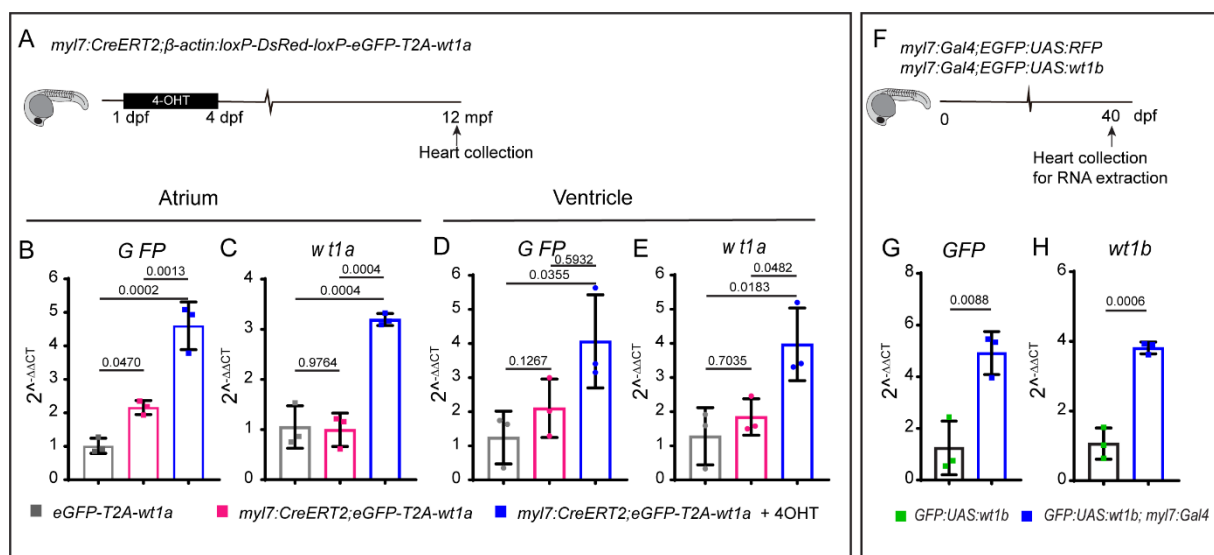 A
myl7:CreERT2;β-actin:loxP-DsRed-loxP-eGFP-T2A-wt1a
4-OHT
1 dpf 4 dpf 12 mpf
Heart collection
Atrium Ventricle
B G FP
2^-ΔΔCT
6
5
4
3
2
1
0
0.0013
0.0002
0.0470
C w t1a
2^-ΔΔCT
4
3
2
1
0
0.0004
0.0004
0.9764
D G FP
2^-ΔΔCT
6
5
4
3
2
1
0
0.5932
0.0355
0.1267
E w t1a
2^-ΔΔCT
6
5
4
3
2
1
0
0.0482
0.0183
0.7035
eGFP-T2A-wt1a myl7:CreERT2;eGFP-T2A-wt1a myl7:CreERT2;eGFP-T2A-wt1a + 4OHT
F
myl7:Gal4;EGFP:UAS:RFP
myl7:Gal4;EGFP:UAS:wt1b
0 40 dpf
Heart collection
for RNA extraction
G GFP
2^-ΔΔCT
8
6
4
2
0
0.0088
H wt1b
2^-ΔΔCT
6
4
2
0
0.0006
GFP:UAS:wt1b GFP:UAS:wt1b; myl7:Gal4